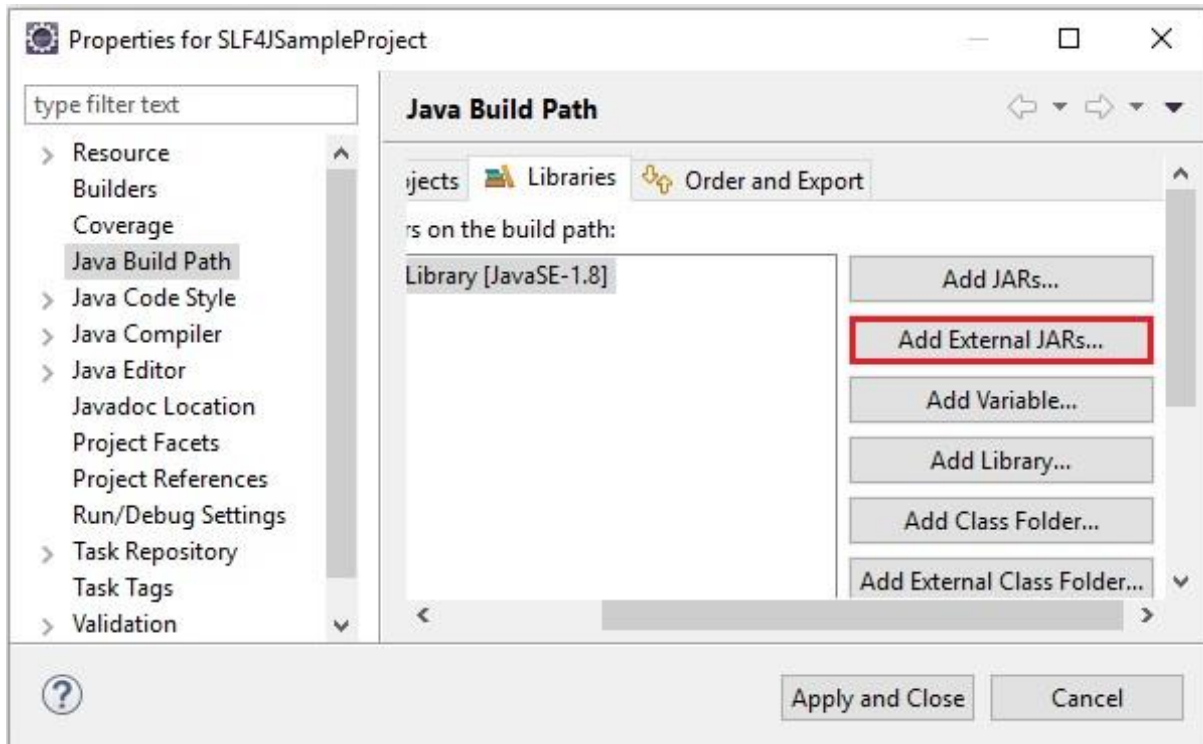 Properties for SLF4JSampleProject
type filter text
Resource
Builders
Coverage
Java Build Path
Java Code Style
Java Compiler
Java Editor
Javadoc Location
Project Facets
Project References
Run/Debug Settings
Task Repository
Task Tags
Validation
Java Build Path
jects
Libraries
Order and Export
rs on the build path:
Library [JavaSE-1.8]
Add JARs...
Add External JARs...
Add Variable...
Add Library...
Add Class Folder...
Add External Class Folder...
?
Apply and Close
Cancel